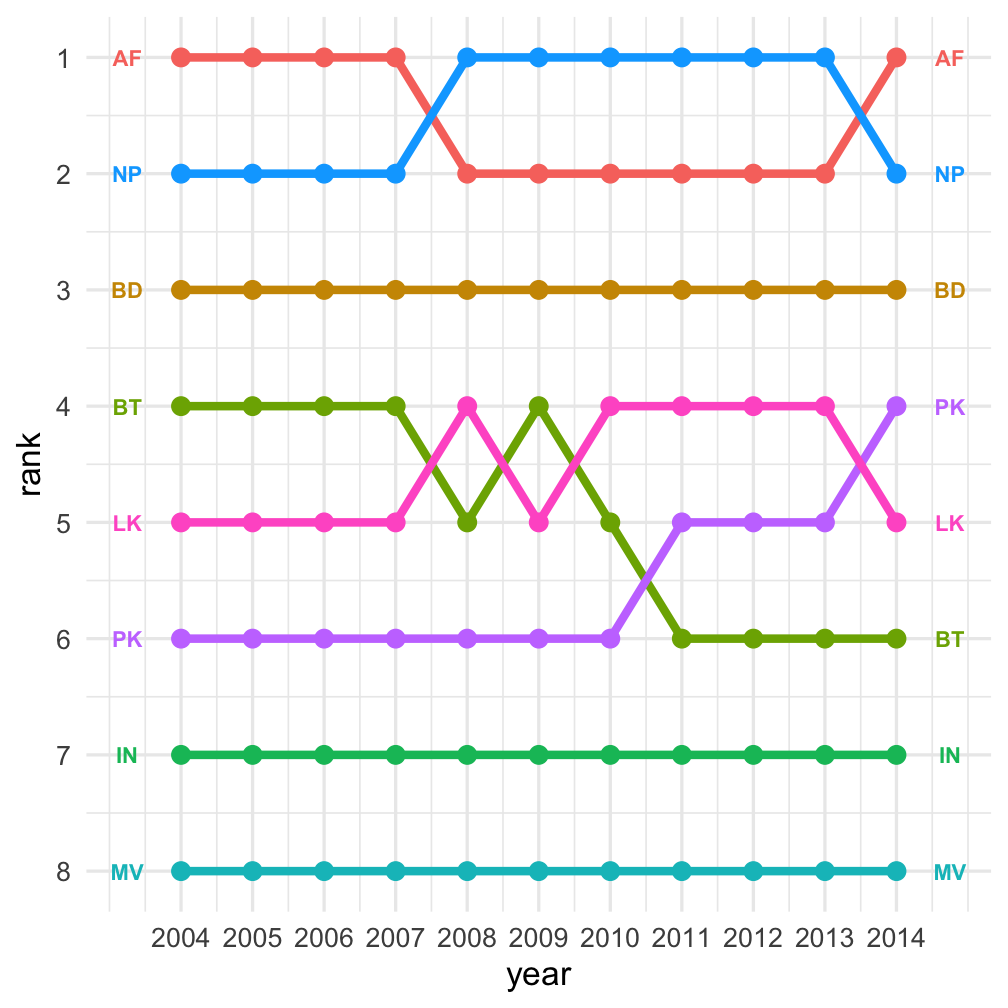 1 AF AF
2 NP NP
3 BD BD
4 BT PK
5 LK LK
6 PK BT
7 IN IN
8 MV MV
rank
2004 2005 2006 2007 2008 2009 2010 2011 2012 2013 2014
year